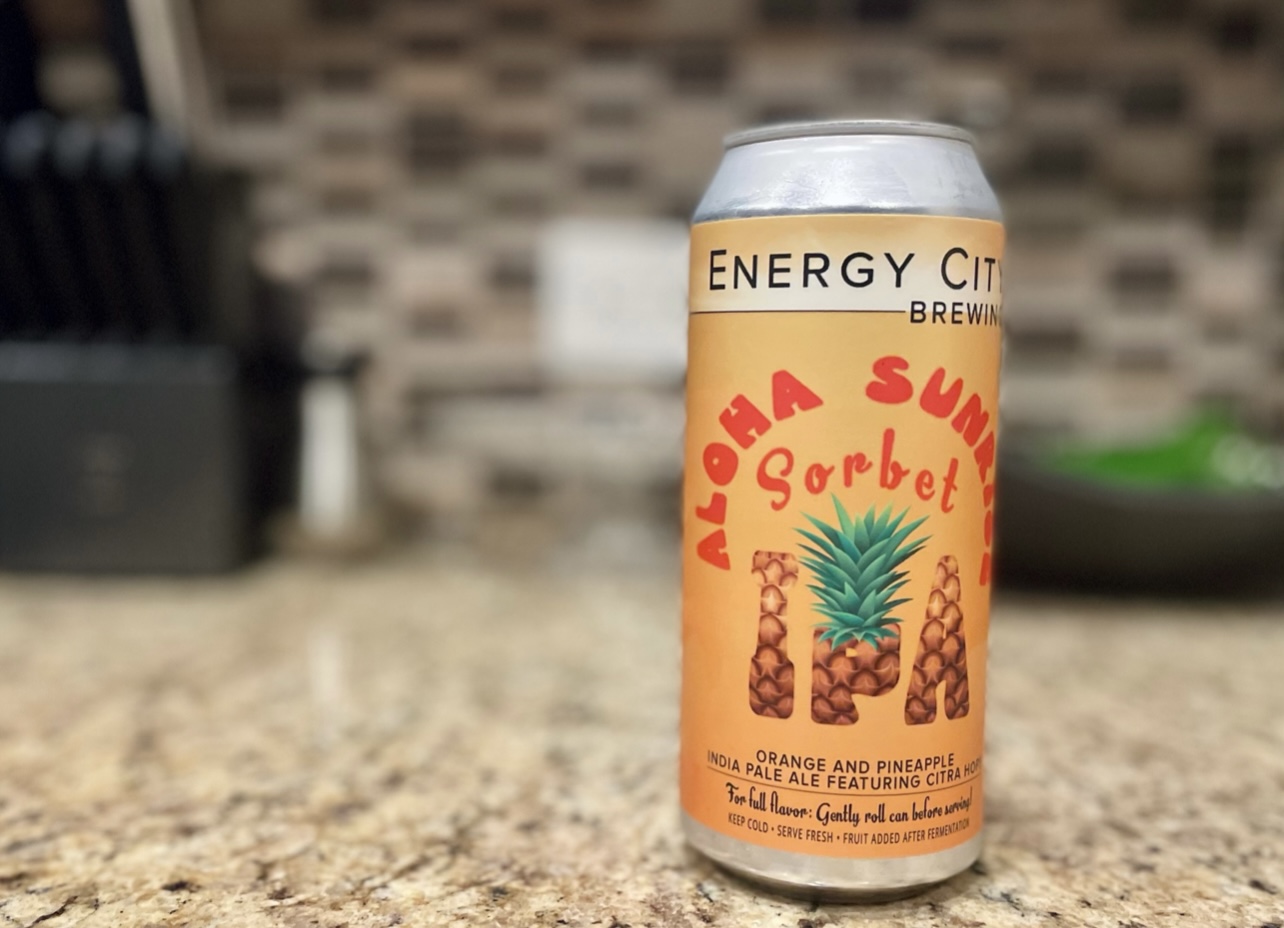 ENERGY CITY
BREWING
ALOHA SUNRISE
Sorbet
IPA
ORANGE AND PINEAPPLE
INDIA PALE ALE FEATURING CITRA HOPS
For full flavor: Gently roll can before serving!
KEEP COLD • SERVE FRESH • FRUIT ADDED AFTER FERMENTATION